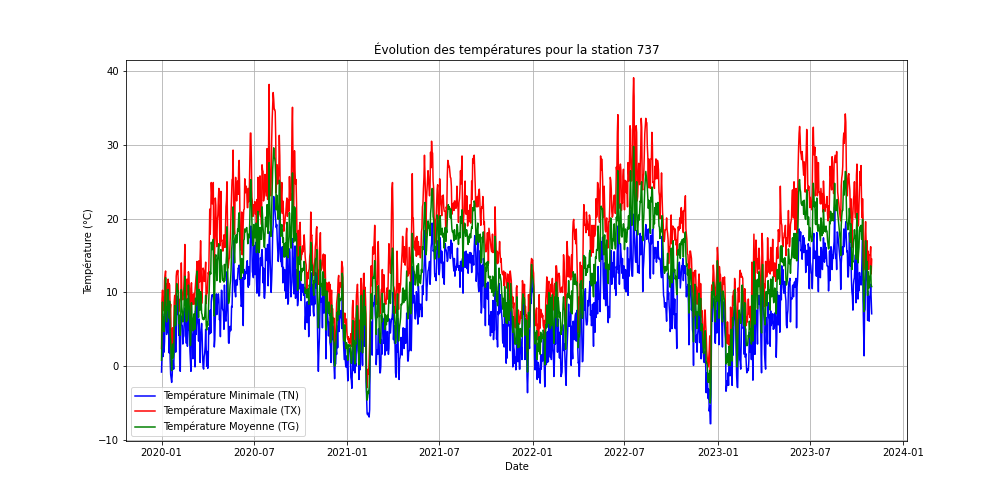 Évolution des températures pour la station 737
40
30
20
10
0
−10
Température (°C)
Température Minimale (TN)
Température Maximale (TX)
Température Moyenne (TG)
2020-01 2020-07 2021-01 2021-07 2022-01 2022-07 2023-01 2023-07 2024-01
Date